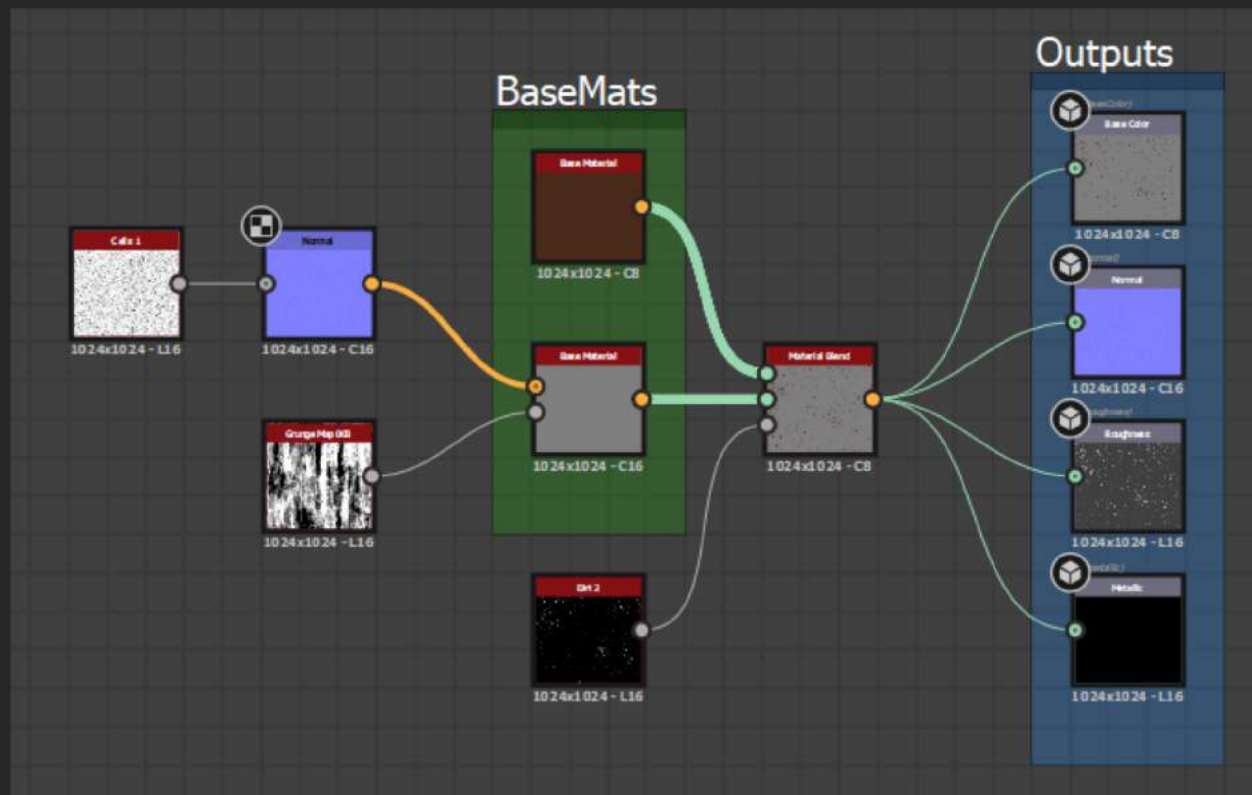 Outputs
BaseMats
Base Color
1024x1024 - C8
Base Material
1024x1024 - C8
Cells 1
1024x1024 - L16
Normal
1024x1024 - C16
Normal
1024x1024 - C16
Base Material
1024x1024 - C16
Material Blend
1024x1024 - C8
Grunge Map 003
1024x1024 - L16
Roughness
1024x1024 - L16
Dirt 2
1024x1024 - L16
Metallic
1024x1024 - L16